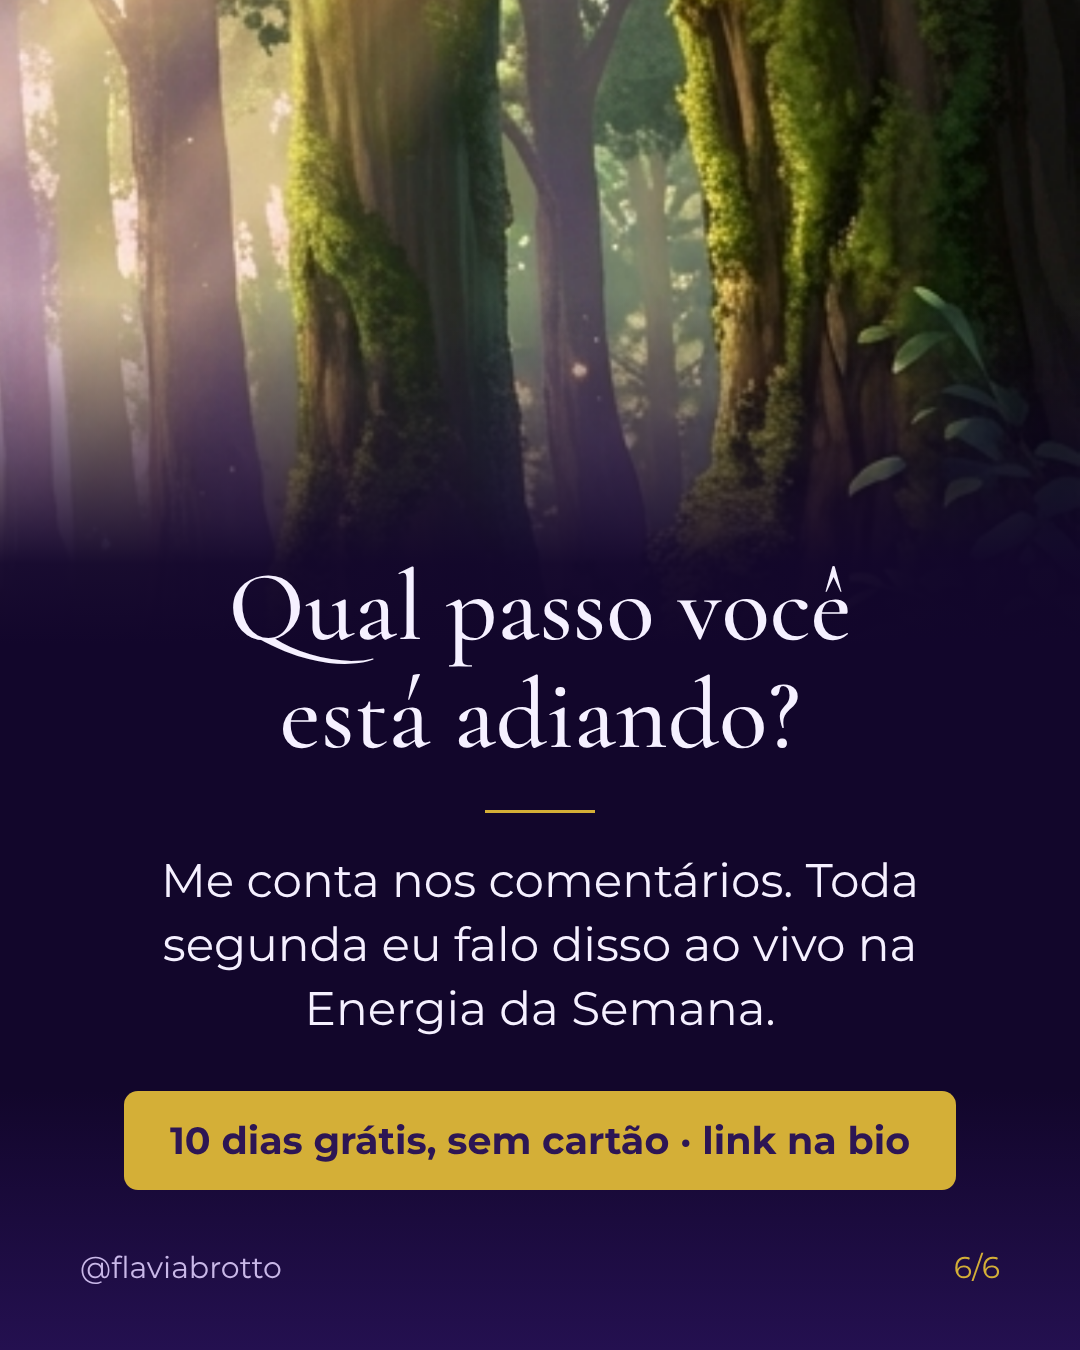 Qual passo você
está adiando?
Me conta nos comentários. Toda
segunda eu falo disso ao vivo na
Energia da Semana.
10 dias grátis, sem cartão · link na bio
@flaviabrotto
6/6